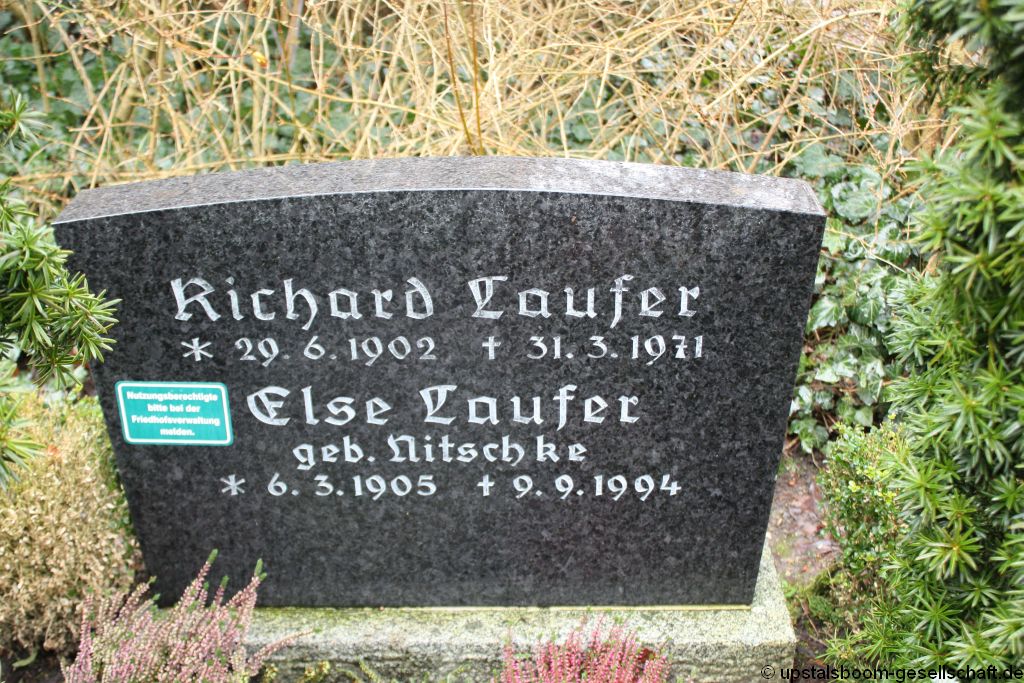 Richard Laufer
* 29. 6. 1902 † 31. 3. 1971
Nutzungsberechtigte
bitte bei der
Friedhofsverwaltung
melden.
Else Laufer
geb. Nitschke
* 6. 3. 1905 † 9. 9. 1994
© upstalsboom-gesellschaft.de